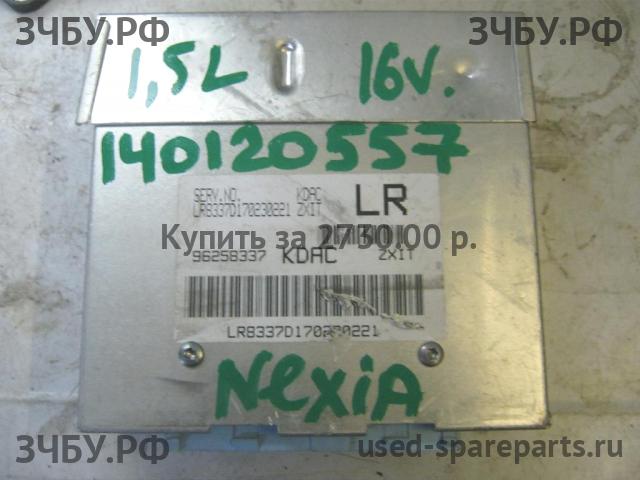 ЗЧБУ.РФ
ЗЧБУ.РФ
1,5L 16V.
140120557
SERV.NO. KDAC LR
LR8337D170230221 ZXIT
Купить за 2730.00 р.
96258337 KDAC ZXIT
LR8337D170230221
NexiA
ЗЧБУ.РФ
used-spareparts.ru